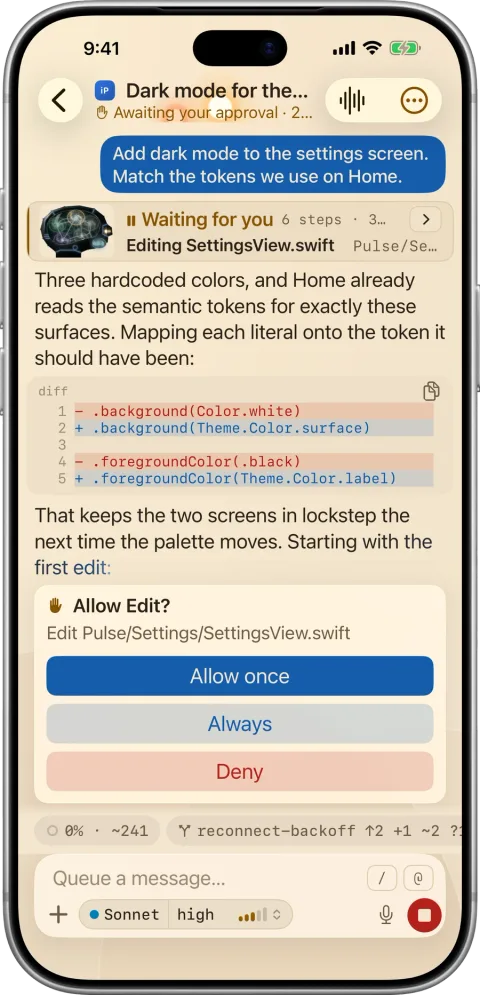 9:41
iP Dark mode for the...
Awaiting your approval · 2...
Add dark mode to the settings screen.
Match the tokens we use on Home.
Waiting for you 6 steps · 3...
Editing SettingsView.swift Pulse/Se...
Three hardcoded colors, and Home already
reads the semantic tokens for exactly these
surfaces. Mapping each literal onto the token it
should have been:
diff
1 - .background(Color.white)
2 + .background(Theme.Color.surface)
3
4 - .foregroundColor(.black)
5 + .foregroundColor(Theme.Color.label)
That keeps the two screens in lockstep the
next time the palette moves. Starting with the
first edit:
Allow Edit?
Edit Pulse/Settings/SettingsView.swift
Allow once
Always
Deny
0% · ~241 reconnect-backoff ↑2 +1 ~2
Queue a message... / @
Sonnet high